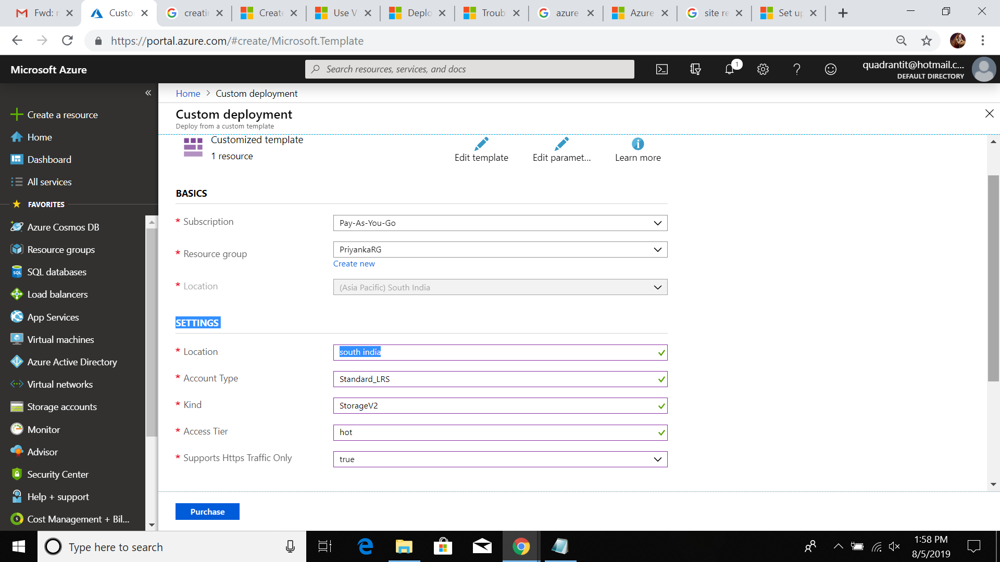 Fwd: n
Custo
creatin
Create
Use V
Deplo
Troub
azure
Azure
site re
Set up
https://portal.azure.com/#create/Microsoft.Template
Microsoft Azure
Search resources, services, and docs
1
quadrantit@hotmail.c...
DEFAULT DIRECTORY
Home > Custom deployment
Custom deployment
Deploy from a custom template
Create a resource
Home
Dashboard
All services
FAVORITES
Azure Cosmos DB
Resource groups
SQL databases
Load balancers
App Services
Virtual machines
Azure Active Directory
Virtual networks
Storage accounts
Monitor
Advisor
Security Center
Help + support
Cost Management + Bil...
Customized template
1 resource
Edit template
Edit paramet...
Learn more
BASICS
* Subscription
Pay-As-You-Go
* Resource group
PriyankaRG
Create new
* Location
(Asia Pacific) South India
SETTINGS
* Location
south india
* Account Type
Standard_LRS
* Kind
StorageV2
* Access Tier
hot
* Supports Https Traffic Only
true
Purchase
Type here to search
1:58 PM
8/5/2019